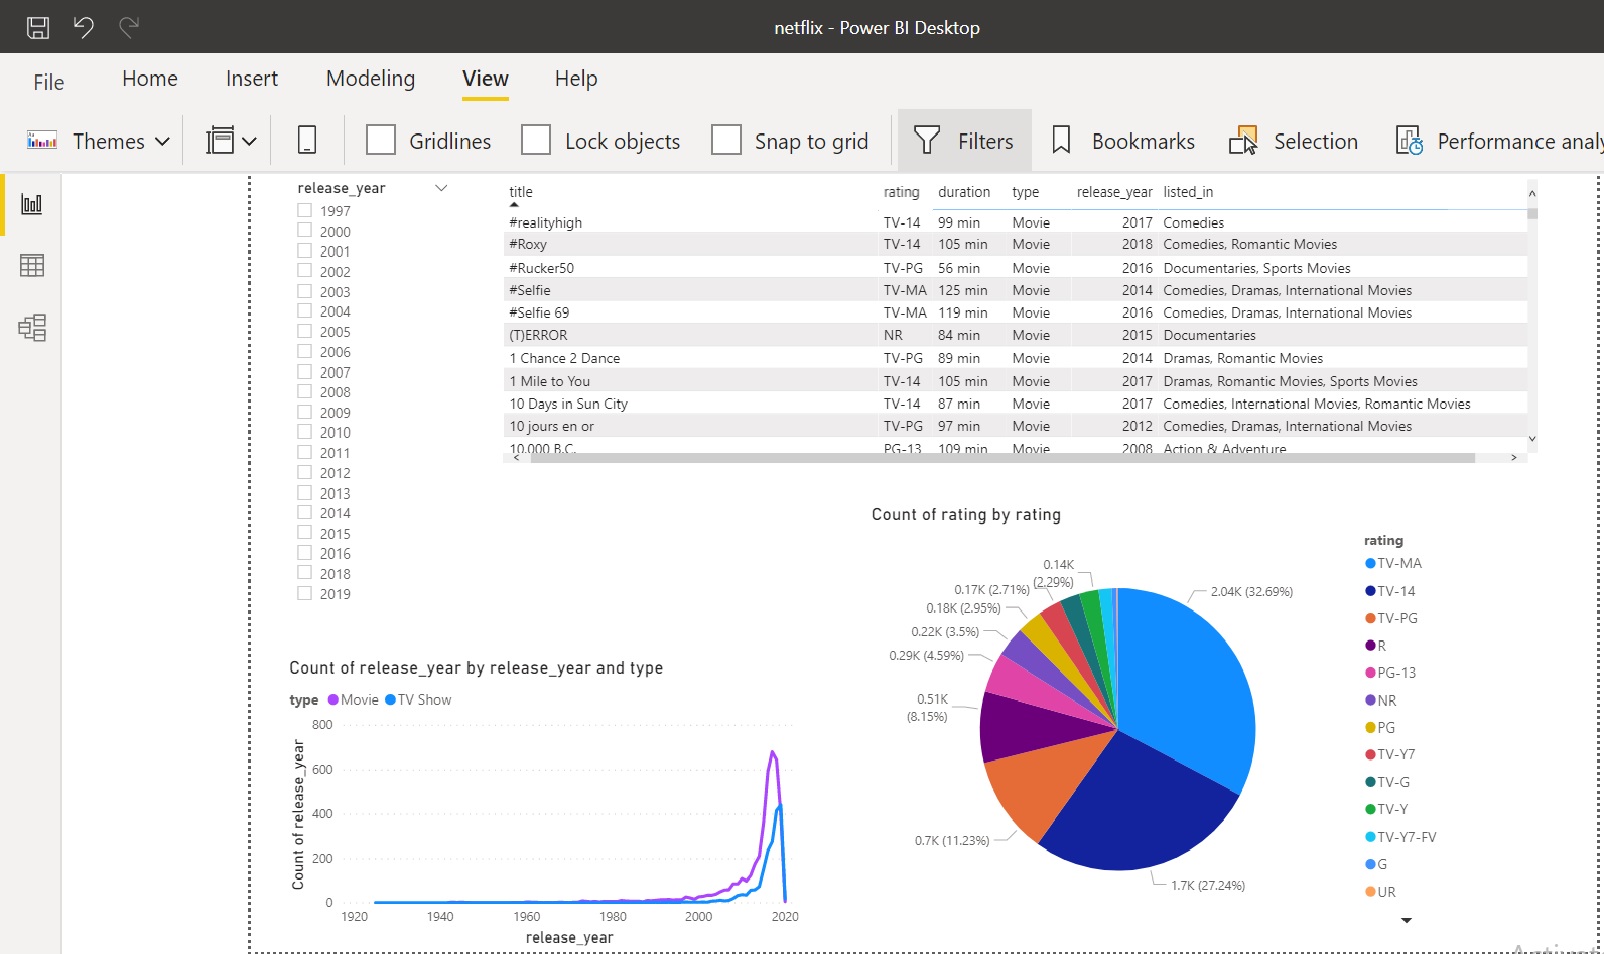 netflix - Power BI Desktop
File Home Insert Modeling View Help
Themes Gridlines Lock objects Snap to grid Filters Bookmarks Selection Performance analy
release_year
1997
2000
2001
2002
2003
2004
2005
2006
2007
2008
2009
2010
2011
2012
2013
2014
2015
2016
2018
2019
title rating duration type release_year listed_in
#realityhigh TV-14 99 min Movie 2017 Comedies
#Roxy TV-14 105 min Movie 2018 Comedies, Romantic Movies
#Rucker50 TV-PG 56 min Movie 2016 Documentaries, Sports Movies
#Selfie TV-MA 125 min Movie 2014 Comedies, Dramas, International Movies
#Selfie 69 TV-MA 119 min Movie 2016 Comedies, Dramas, International Movies
(T)ERROR NR 84 min Movie 2015 Documentaries
1 Chance 2 Dance TV-PG 89 min Movie 2014 Dramas, Romantic Movies
1 Mile to You TV-14 105 min Movie 2017 Dramas, Romantic Movies, Sports Movies
10 Days in Sun City TV-14 87 min Movie 2017 Comedies, International Movies, Romantic Movies
10 jours en or TV-PG 97 min Movie 2012 Comedies, Dramas, International Movies
10,000 B.C. PG-13 109 min Movie 2008 Action & Adventure
Count of release_year by release_year and type
type Movie TV Show
Count of release_year
800
600
400
200
0
1920 1940 1960 1980 2000 2020
release_year
Count of rating by rating
0.14K
(2.29%)
0.17K (2.71%)
0.18K (2.95%)
0.22K (3.5%)
0.29K (4.59%)
0.51K
(8.15%)
0.7K (11.23%)
1.7K (27.24%)
2.04K (32.69%)
rating
TV-MA
TV-14
TV-PG
R
PG-13
NR
PG
TV-Y7
TV-G
TV-Y
TV-Y7-FV
G
UR